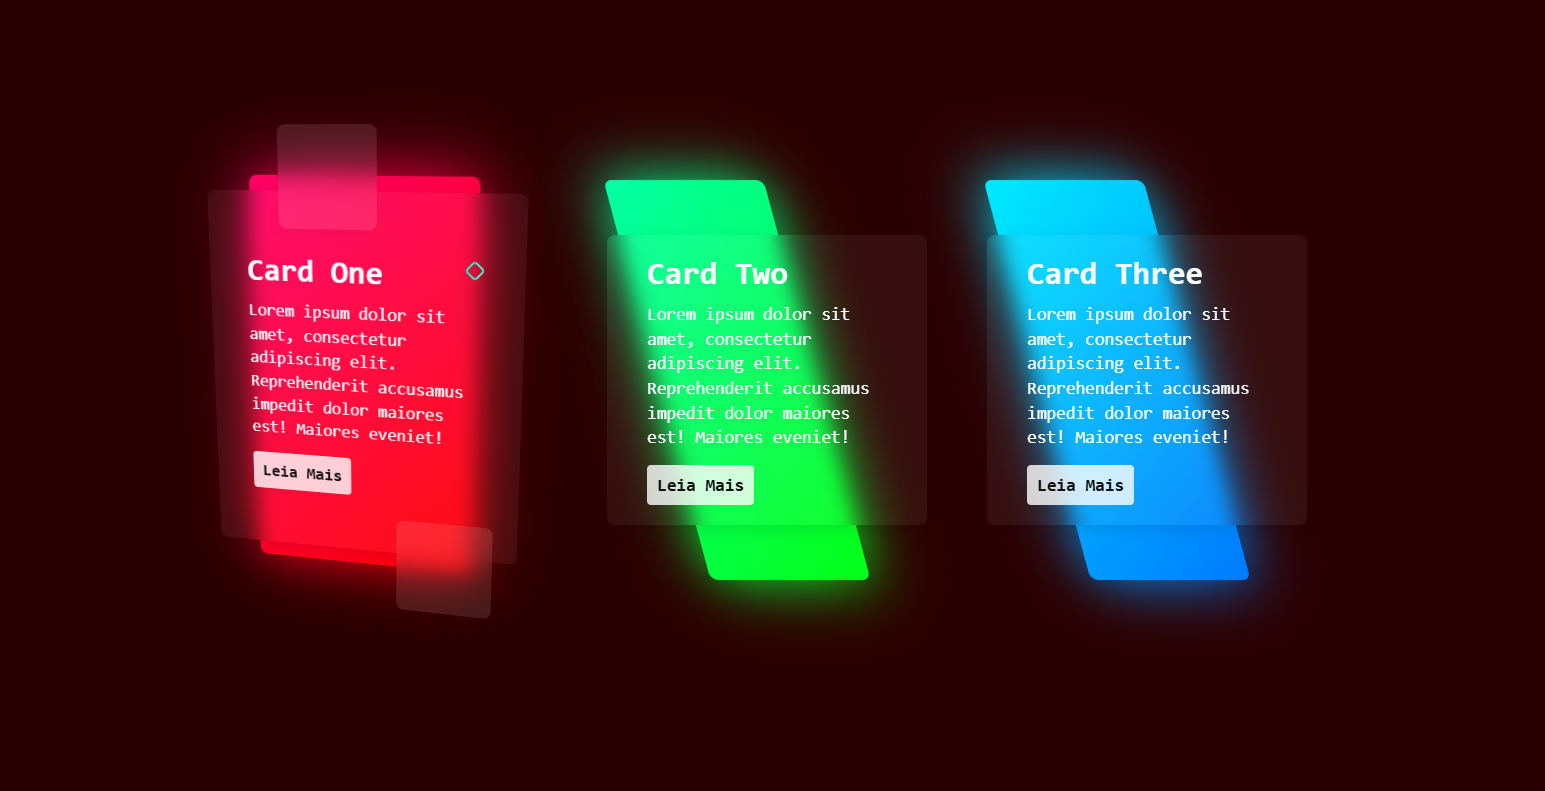 Card One
Lorem ipsum dolor sit
amet, consectetur
adipiscing elit.
Reprehenderit accusamus
impedit dolor maiores
est! Maiores eveniet!
Leia Mais
Card Two
Lorem ipsum dolor sit
amet, consectetur
adipiscing elit.
Reprehenderit accusamus
impedit dolor maiores
est! Maiores eveniet!
Leia Mais
Card Three
Lorem ipsum dolor sit
amet, consectetur
adipiscing elit.
Reprehenderit accusamus
impedit dolor maiores
est! Maiores eveniet!
Leia Mais